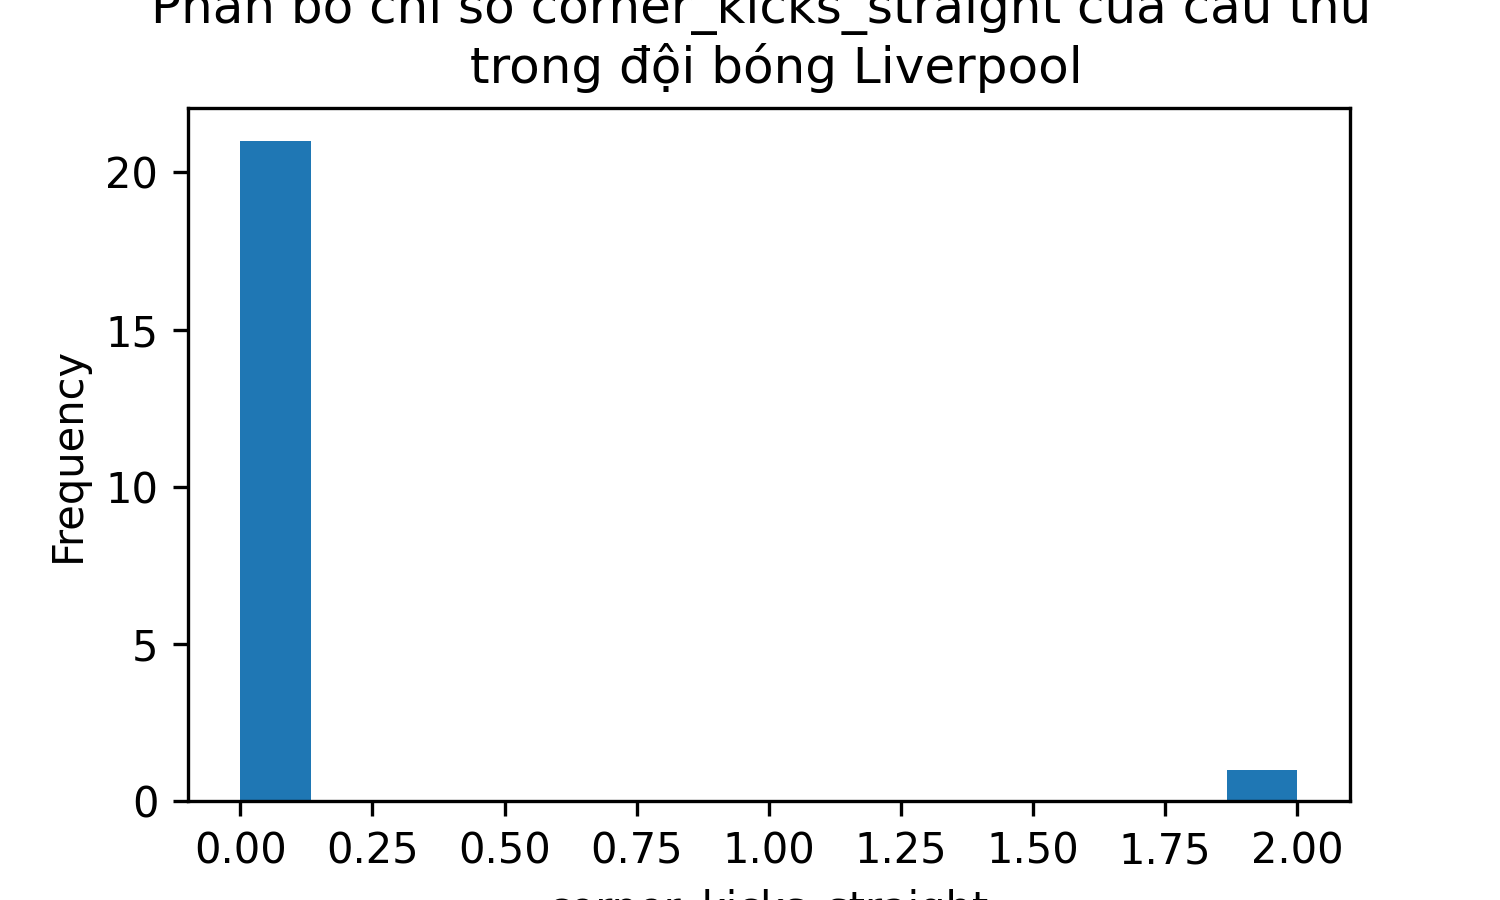 Phân bố chỉ số corner_kicks_straight của cầu thủ
trong đội bóng Liverpool
Frequency
20
15
10
5
0
0.00 0.25 0.50 0.75 1.00 1.25 1.50 1.75 2.00
corner_kicks_straight